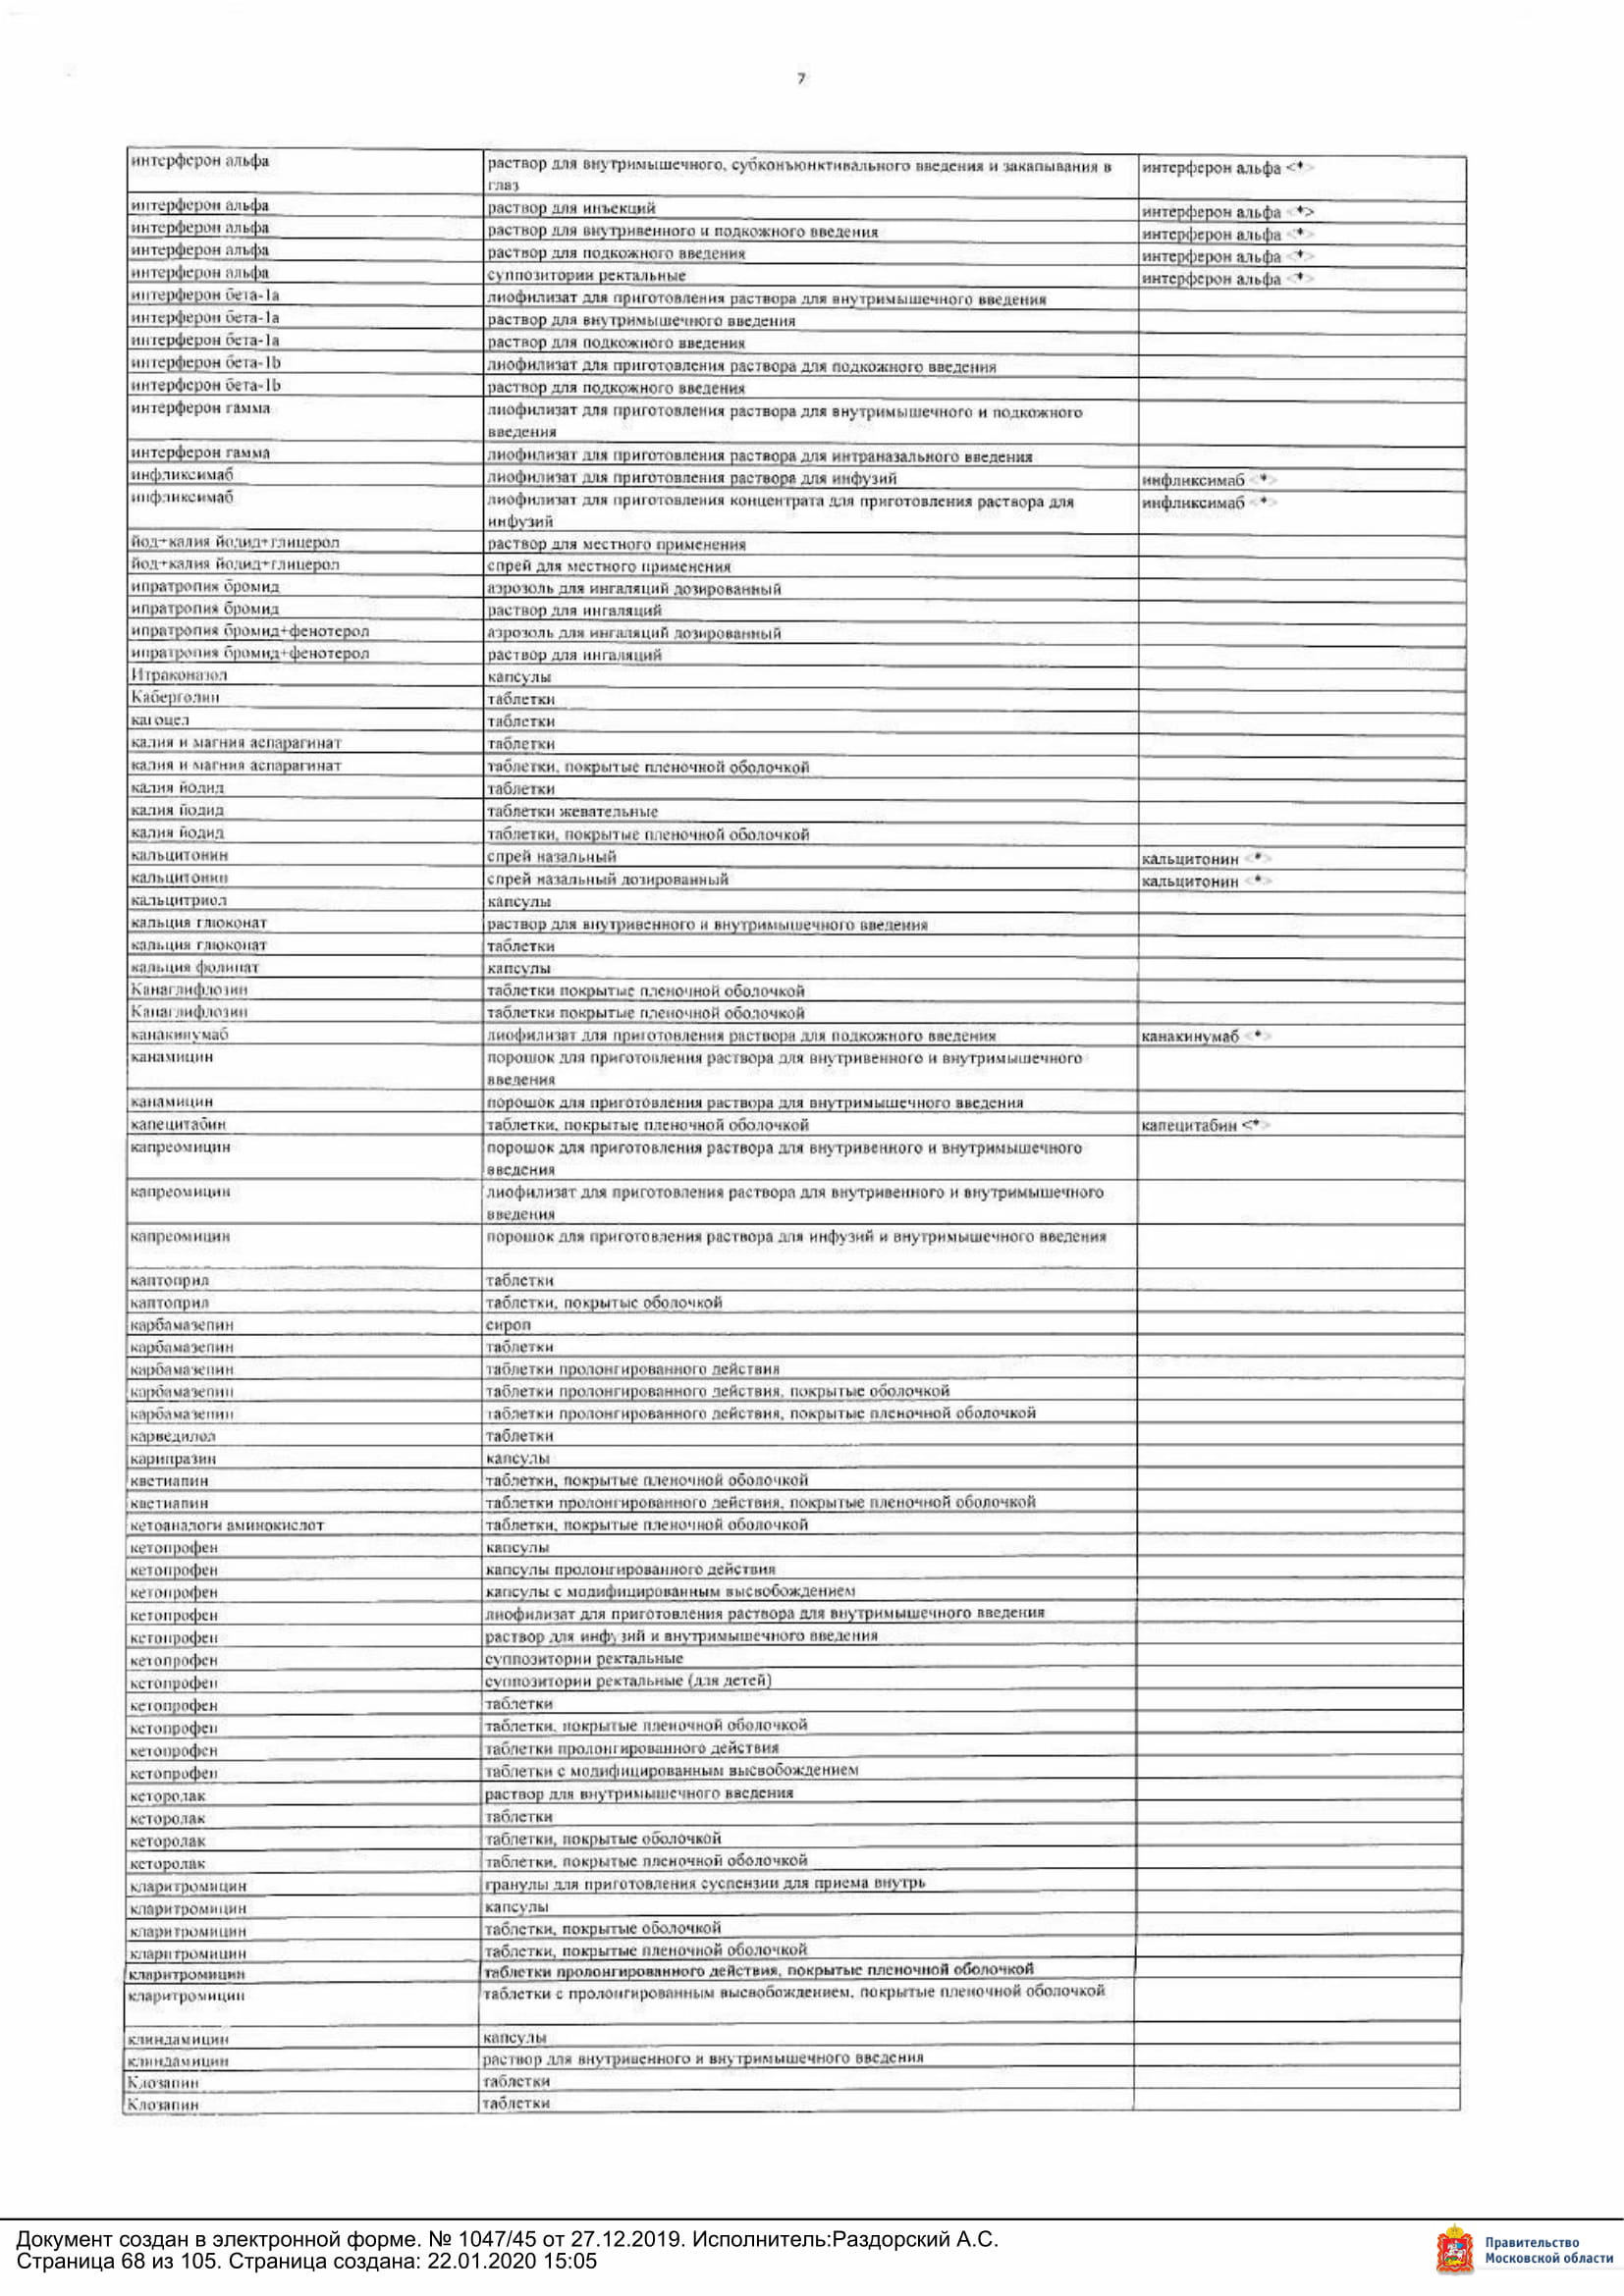 7
интерферон альфа раствор для внутримышечного, субконъюнктивального введения и закапывания в интерферон альфа <*>
глаз
интерферон альфа раствор для инъекций интерферон альфа <*>
интерферон альфа раствор для внутривенного и подкожного введения интерферон альфа <*>
интерферон альфа раствор для подкожного введения интерферон альфа <*>
интерферон альфа суппозитории ректальные интерферон альфа <*>
интерферон бета-1а лиофилизат для приготовления раствора для внутримышечного введения
интерферон бета-1а раствор для внутримышечного введения
интерферон бета-1а раствор для подкожного введения
интерферон бета-1b лиофилизат для приготовления раствора для подкожного введения
интерферон бета-1b раствор для подкожного введения
интерферон гамма лиофилизат для приготовления раствора для внутримышечного и подкожного
введения
интерферон гамма лиофилизат для приготовления раствора для интраназального введения
инфликсимаб лиофилизат для приготовления раствора для инфузий инфликсимаб <*>
инфликсимаб лиофилизат для приготовления концентрата для приготовления раствора для инфликсимаб <*>
инфузий
йод+калия йодид+глицерол раствор для местного применения
йод+калия йодид+глицерол спрей для местного применения
ипратропия бромид аэрозоль для ингаляций дозированный
ипратропия бромид раствор для ингаляций
ипратропия бромид+фенотерол аэрозоль для ингаляций дозированный
ипратропия бромид+фенотерол раствор для ингаляций
Итраконазол капсулы
Каберголин таблетки
кагоцел таблетки
калия и магния аспарагинат таблетки
калия и магния аспарагинат таблетки, покрытые пленочной оболочкой
калия йодид таблетки
калия йодид таблетки жевательные
калия йодид таблетки, покрытые пленочной оболочкой
кальцитонин спрей назальный кальцитонин <*>
кальцитонин спрей назальный дозированный кальцитонин <*>
кальцитриол капсулы
кальция глюконат раствор для внутривенного и внутримышечного введения
кальция глюконат таблетки
кальция фолинат капсулы
Канаглифлозин таблетки покрытые пленочной оболочкой
Канаглифлозин таблетки покрытые пленочной оболочкой
канакинумаб лиофилизат для приготовления раствора для подкожного введения канакинумаб <*>
канамицин порошок для приготовления раствора для внутривенного и внутримышечного
введения
канамицин порошок для приготовления раствора для внутримышечного введения
капецитабин таблетки, покрытые пленочной оболочкой капецитабин <*>
капреомицин порошок для приготовления раствора для внутривенного и внутримышечного
введения
капреомицин лиофилизат для приготовления раствора для внутривенного и внутримышечного
введения
капреомицин порошок для приготовления раствора для инфузий и внутримышечного введения
каптоприл таблетки
каптоприл таблетки, покрытые оболочкой
карбамазепин сироп
карбамазепин таблетки
карбамазепин таблетки пролонгированного действия
карбамазепин таблетки пролонгированного действия, покрытые оболочкой
карбамазепин таблетки пролонгированного действия, покрытые пленочной оболочкой
карведилол таблетки
карипразин капсулы
кветиапин таблетки, покрытые пленочной оболочкой
кветиапин таблетки пролонгированного действия, покрытые пленочной оболочкой
кетоаналоги аминокислот таблетки, покрытые пленочной оболочкой
кетопрофен капсулы
кетопрофен капсулы пролонгированного действия
кетопрофен капсулы с модифицированным высвобождением
кетопрофен лиофилизат для приготовления раствора для внутримышечного введения
кетопрофен раствор для инфузий и внутримышечного введения
кетопрофен суппозитории ректальные
кетопрофен суппозитории ректальные (для детей)
кетопрофен таблетки
кетопрофен таблетки, покрытые пленочной оболочкой
кетопрофен таблетки пролонгированного действия
кетопрофен таблетки с модифицированным высвобождением
кеторолак раствор для внутримышечного введения
кеторолак таблетки
кеторолак таблетки, покрытые оболочкой
кеторолак таблетки, покрытые пленочной оболочкой
кларитромицин гранулы для приготовления суспензии для приема внутрь
кларитромицин капсулы
кларитромицин таблетки, покрытые оболочкой
кларитромицин таблетки, покрытые пленочной оболочкой
кларитромицин таблетки пролонгированного действия, покрытые пленочной оболочкой
кларитромицин таблетки с пролонгированным высвобождением, покрытые пленочной оболочкой
клиндамицин капсулы
клиндамицин раствор для внутривенного и внутримышечного введения
Клозапин таблетки
Клозапин таблетки
Документ создан в электронной форме. № 1047/45 от 27.12.2019. Исполнитель:Раздорский А.С.
Страница 68 из 105. Страница создана: 22.01.2020 15:05
Правительство
Московской области